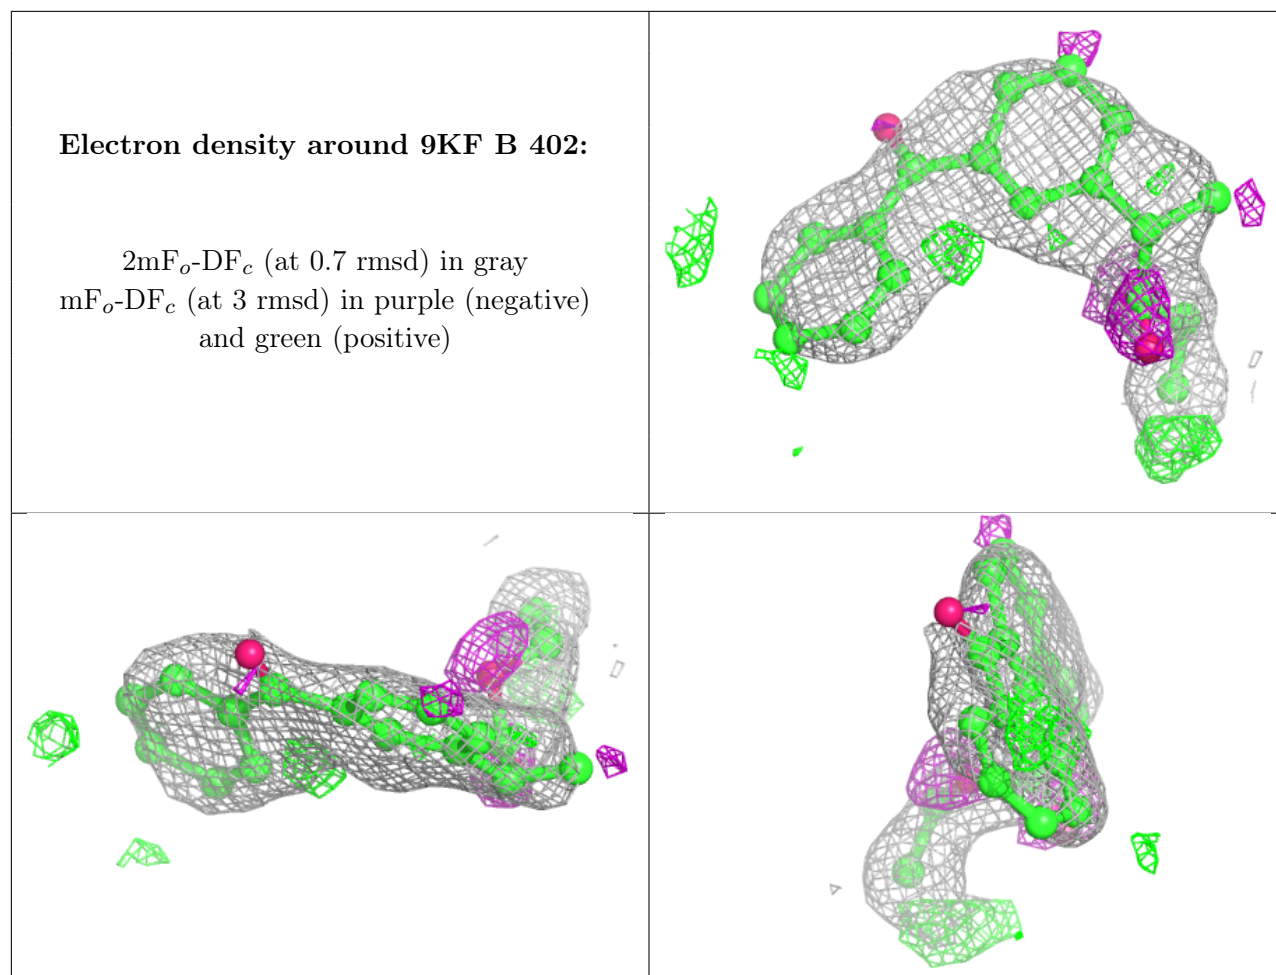 Electron density around 9KF B 402:
2mFo-DFc (at 0.7 rmsd) in gray
mFo-DFc (at 3 rmsd) in purple (negative)
and green (positive)